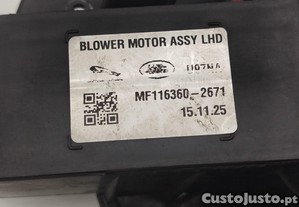 BLOWER MOTOR ASSY LHD
MF116360-2671
15.11.25
CustoJusto.pt